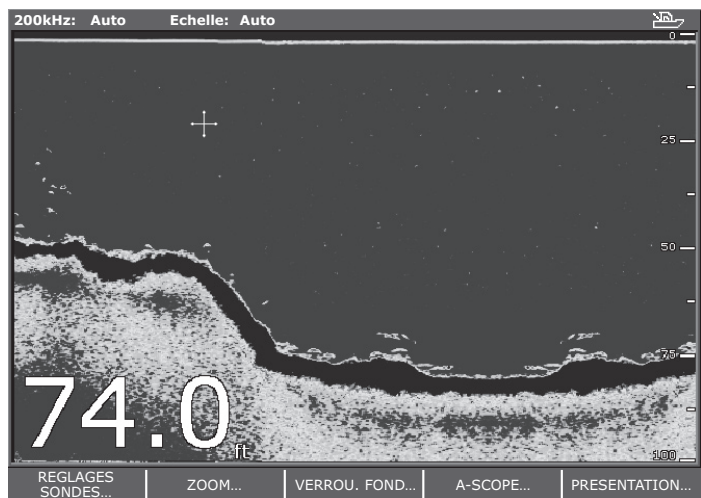 200kHz: Auto Echelle: Auto
0
25
50
75
100
74.0 ft
REGLAGES SONDES...
ZOOM...
VERROU. FOND...
A-SCOPE...
PRESENTATION...